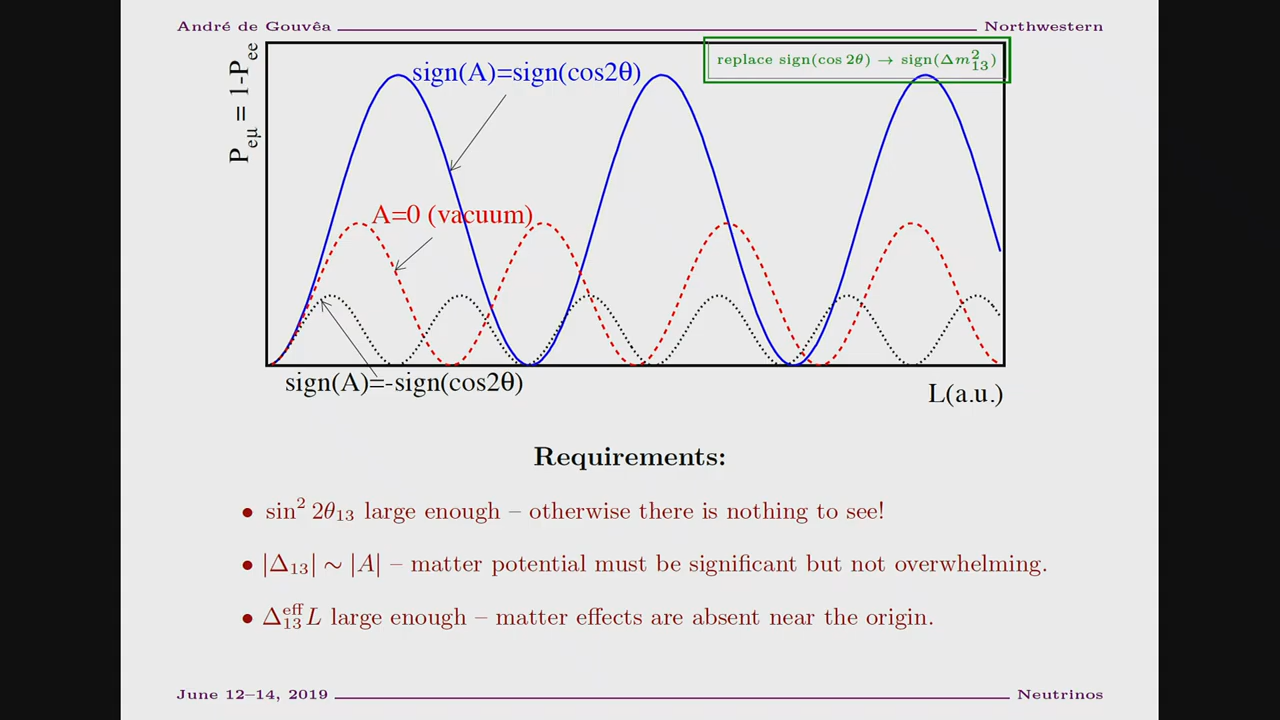 André de Gouvêa Northwestern
replace sign(cos 2θ) → sign(Δm²₁₃)
P_eμ = 1-P_ee
sign(A)=sign(cos2θ)
A=0 (vacuum)
sign(A)=-sign(cos2θ)
L(a.u.)
Requirements:
• sin² 2θ₁₃ large enough – otherwise there is nothing to see!
• |Δ₁₃| ∼ |A| – matter potential must be significant but not overwhelming.
• Δ₁₃^eff L large enough – matter effects are absent near the origin.
June 12–14, 2019 Neutrinos